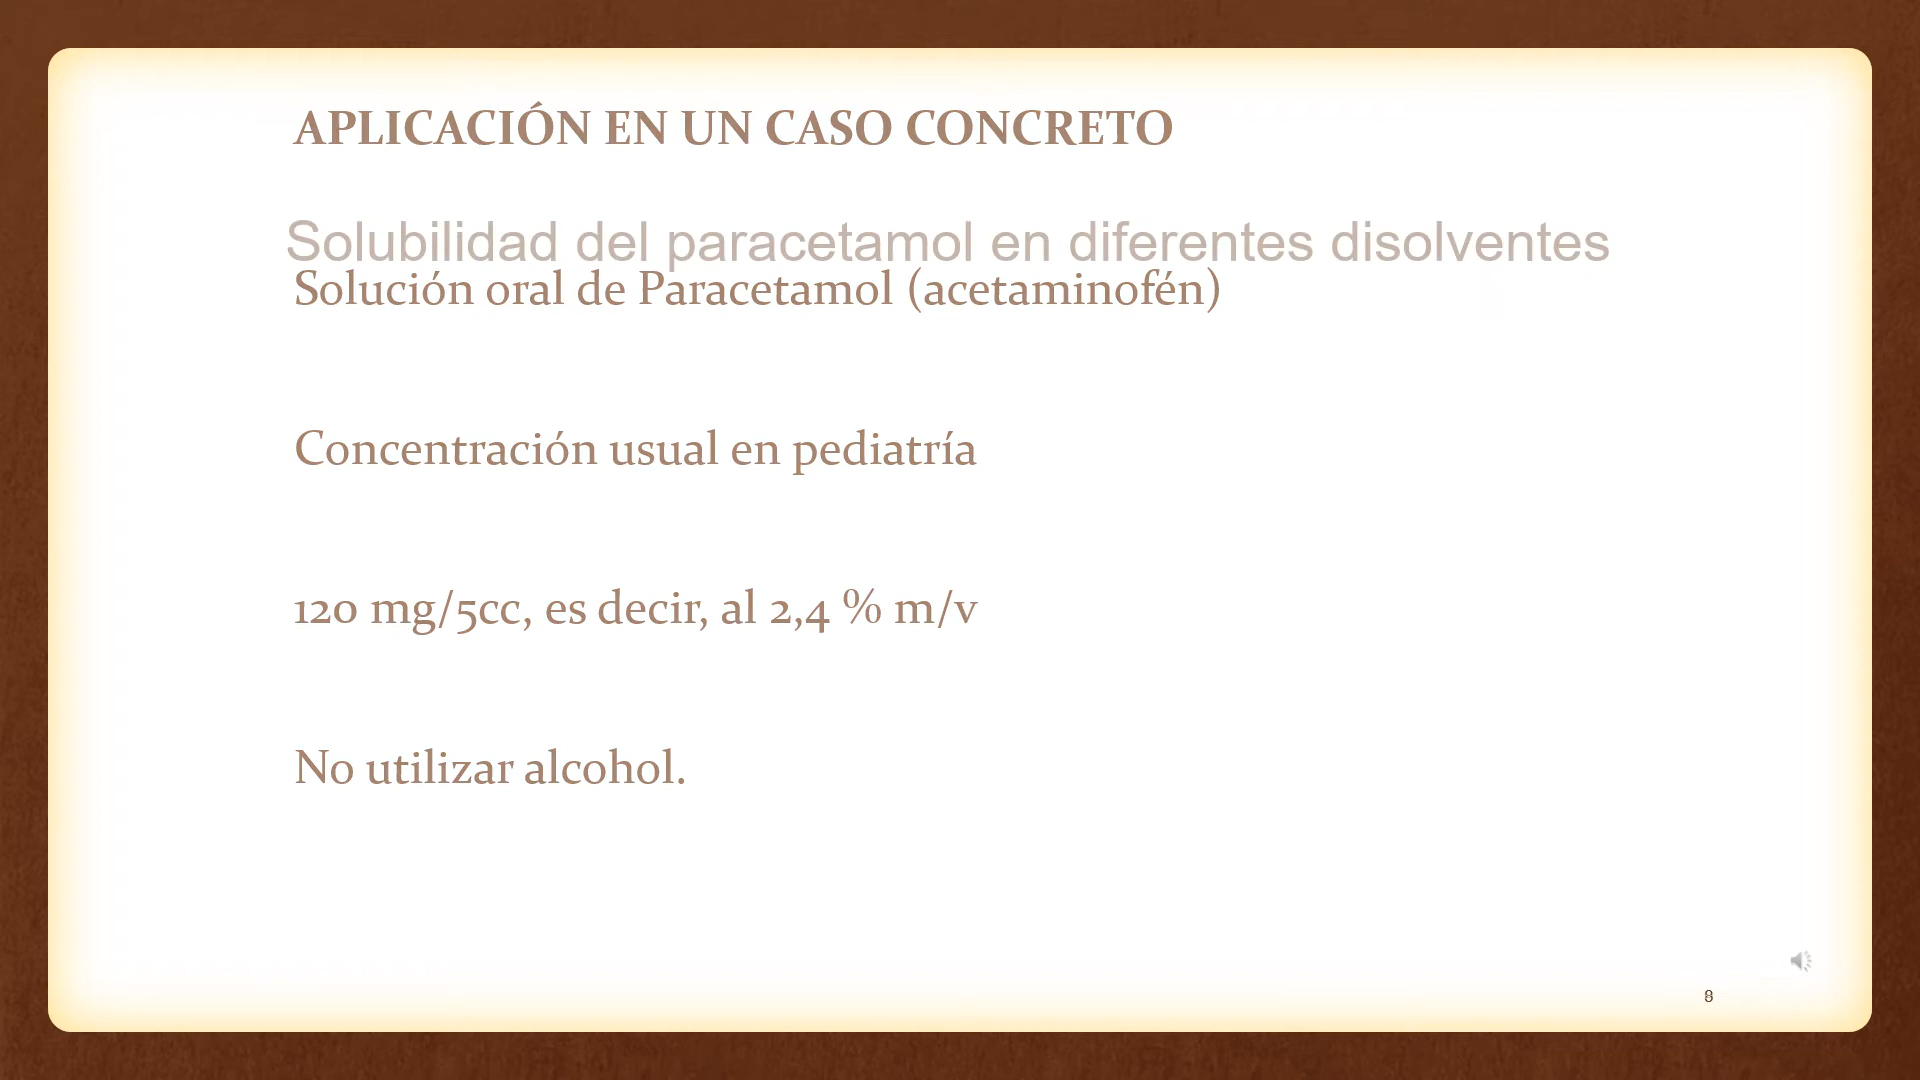 APLICACIÓN EN UN CASO CONCRETO
Solubilidad del paracetamol en diferentes disolventes
Solución oral de Paracetamol (acetaminofén)
Concentración usual en pediatría
120 mg/5cc, es decir, al 2,4 % m/v
No utilizar alcohol.
8